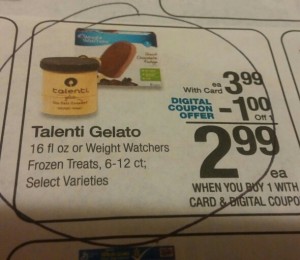 talenti
ea
With Card 3.99
DIGITAL
COUPON
OFFER -1.00
Off 1
2.99
ea
Talenti Gelato
16 fl oz or Weight Watchers
Frozen Treats, 6-12 ct;
Select Varieties
WHEN YOU BUY 1 WITH
CARD & DIGITAL COUPON